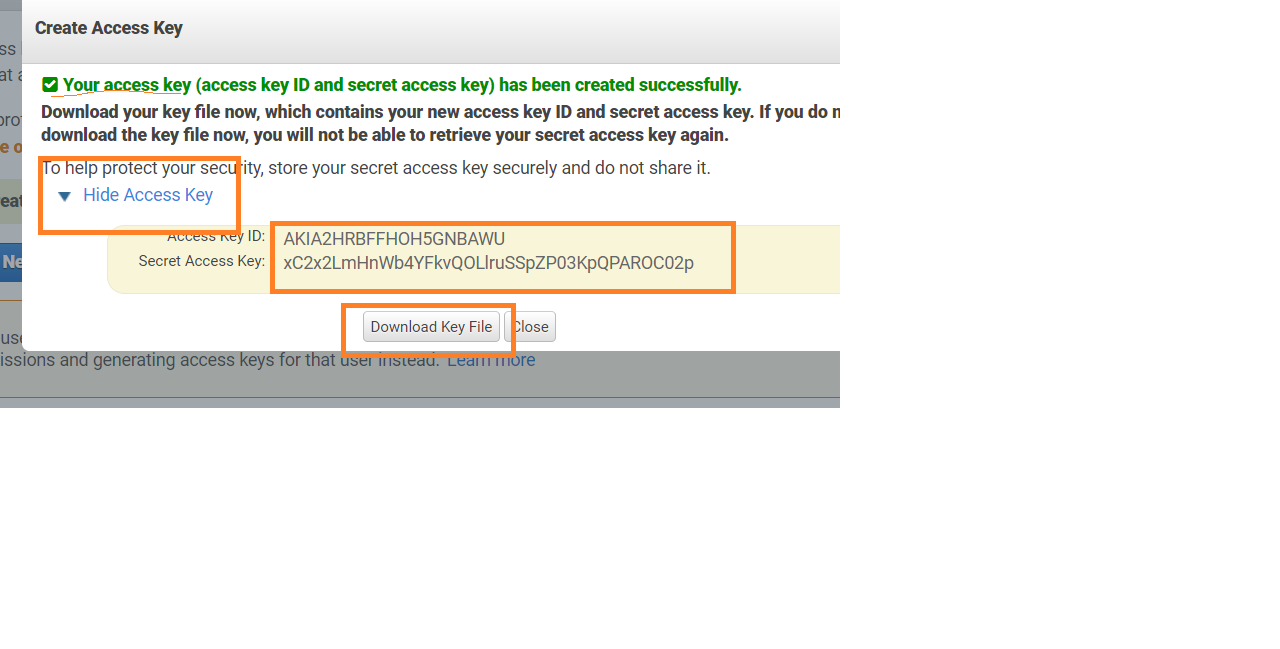 Create Access Key
ss
at a
Your access key (access key ID and secret access key) has been created successfully.
Download your key file now, which contains your new access key ID and secret access key. If you do n
download the key file now, you will not be able to retrieve your secret access key again.
To help protect your security, store your secret access key securely and do not share it.
Hide Access Key
Access Key ID: AKIA2HRBFFHOH5GNBAWU
Secret Access Key: xC2x2LmHnWb4YFkvQOLlruSSpZP03KpQPAROC02p
Ne
Download Key File Close
use
issions and generating access keys for that user instead. Learn more